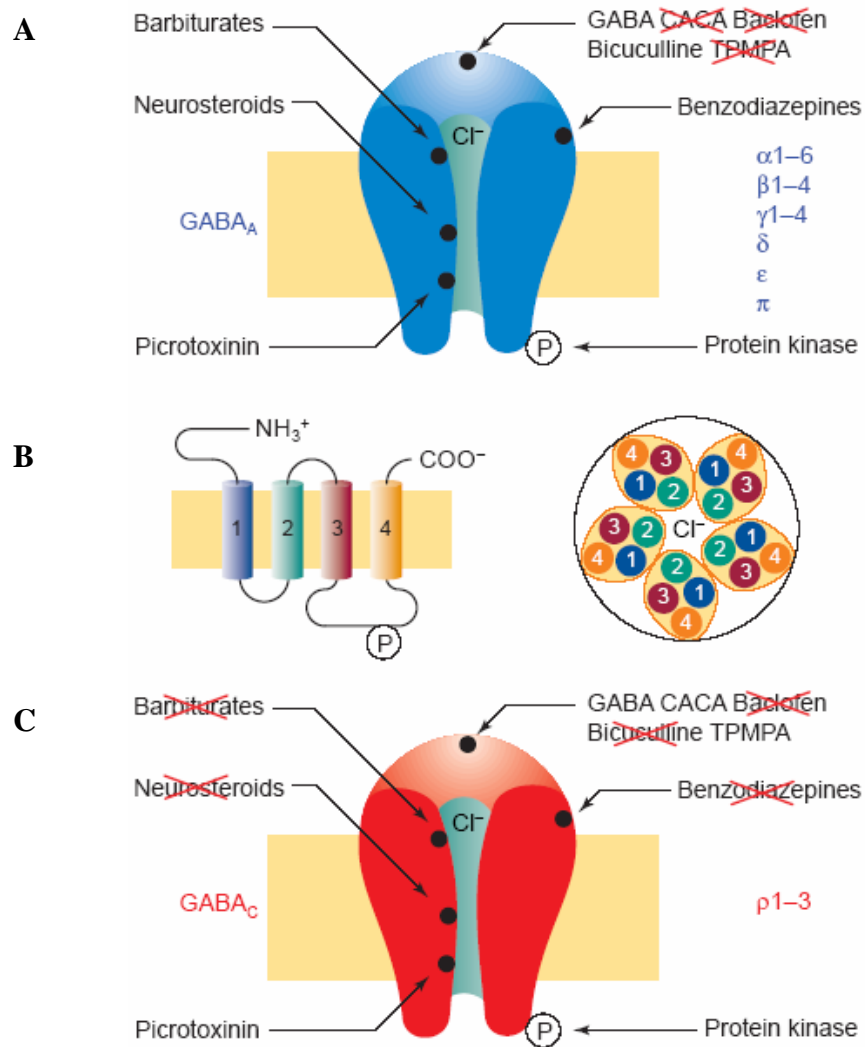 A
Barbiturates
GABA CACA Baclofen
Bicuculline TPMPA
Neurosteroids
Benzodiazepines
Cl⁻
α1–6
β1–4
γ1–4
δ
ε
π
GABA_A
Picrotoxinin
P
Protein kinase
B
NH₃⁺
COO⁻
1 2 3 4
P
4 3 1 2
4 3 1 2
3 2 4 1
2 1 3 4
2 3 1 4
Cl⁻
C
Barbiturates
GABA CACA Baclofen
Bicuculline TPMPA
Neurosteroids
Benzodiazepines
Cl⁻
GABA_C
ρ1–3
Picrotoxinin
P
Protein kinase